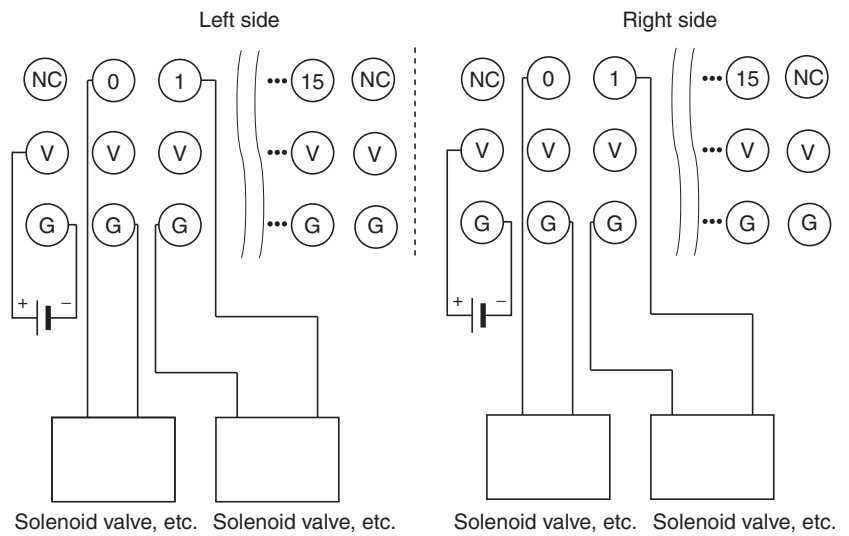 Left side Right side
NC 0 1 ••• 15 NC NC 0 1 ••• 15 NC
V V V ••• V V V V V ••• V V
G G G ••• G G G G G ••• G G
+ − + −
Solenoid valve, etc. Solenoid valve, etc. Solenoid valve, etc. Solenoid valve, etc.